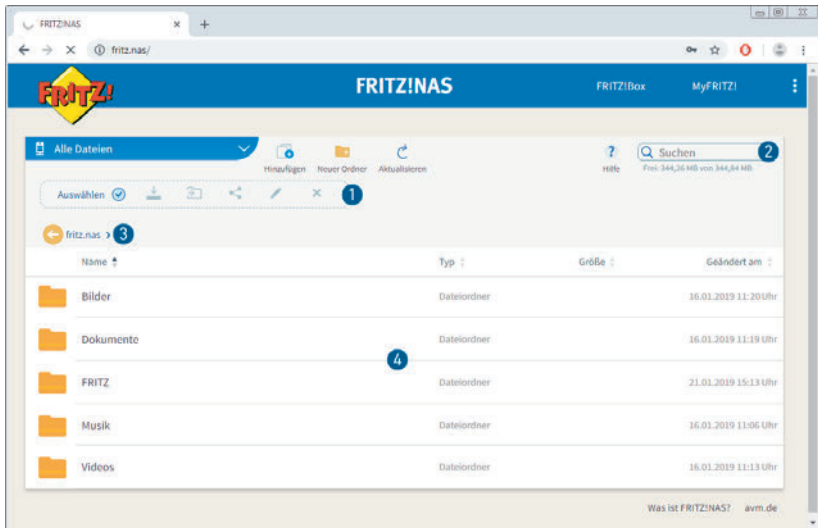 FRITZ!NAS
fritz.nas/
FRITZ!
FRITZ!NAS
FRITZ!Box
MyFRITZ!
Alle Dateien
Hinzufügen
Neuer Ordner
Aktualisieren
Hilfe
Suchen
2
Frei: 344,26 MB von 344,84 MB
Auswählen
1
fritz.nas
3
Name
Typ
Größe
Geändert am
Bilder Dateiordner 16.01.2019 11:20 Uhr
Dokumente Dateiordner 16.01.2019 11:19 Uhr
4
FRITZ Dateiordner 21.01.2019 15:13 Uhr
Musik Dateiordner 16.01.2019 11:06 Uhr
Videos Dateiordner 16.01.2019 11:13 Uhr
Was ist FRITZ!NAS? avm.de